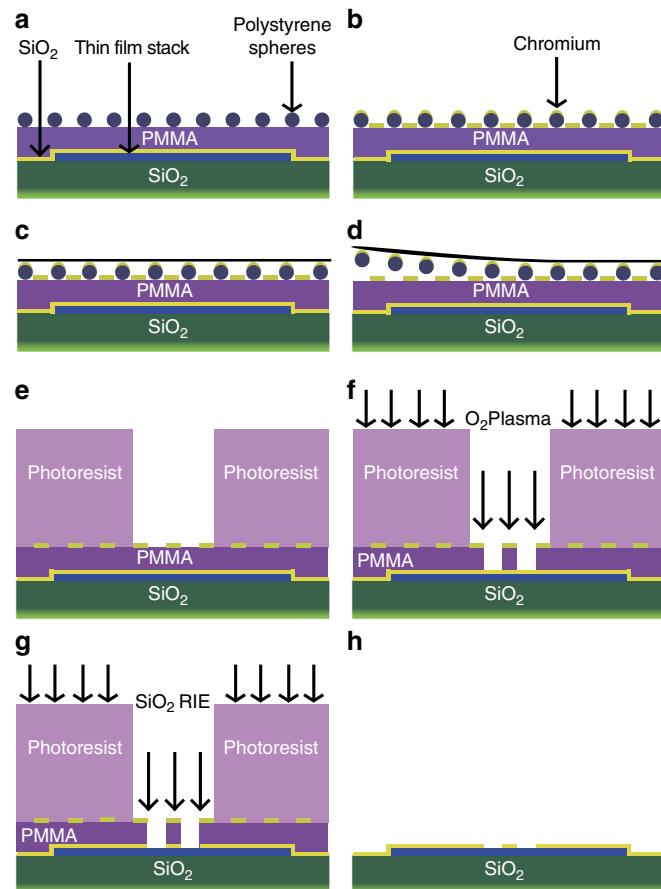 a
SiO2
Thin film stack
Polystyrene
spheres
PMMA
SiO2
b
Chromium
PMMA
SiO2
c
PMMA
SiO2
d
PMMA
SiO2
e
Photoresist
Photoresist
PMMA
SiO2
f
O2Plasma
Photoresist
Photoresist
PMMA
SiO2
g
SiO2 RIE
Photoresist
Photoresist
PMMA
SiO2
h
SiO2